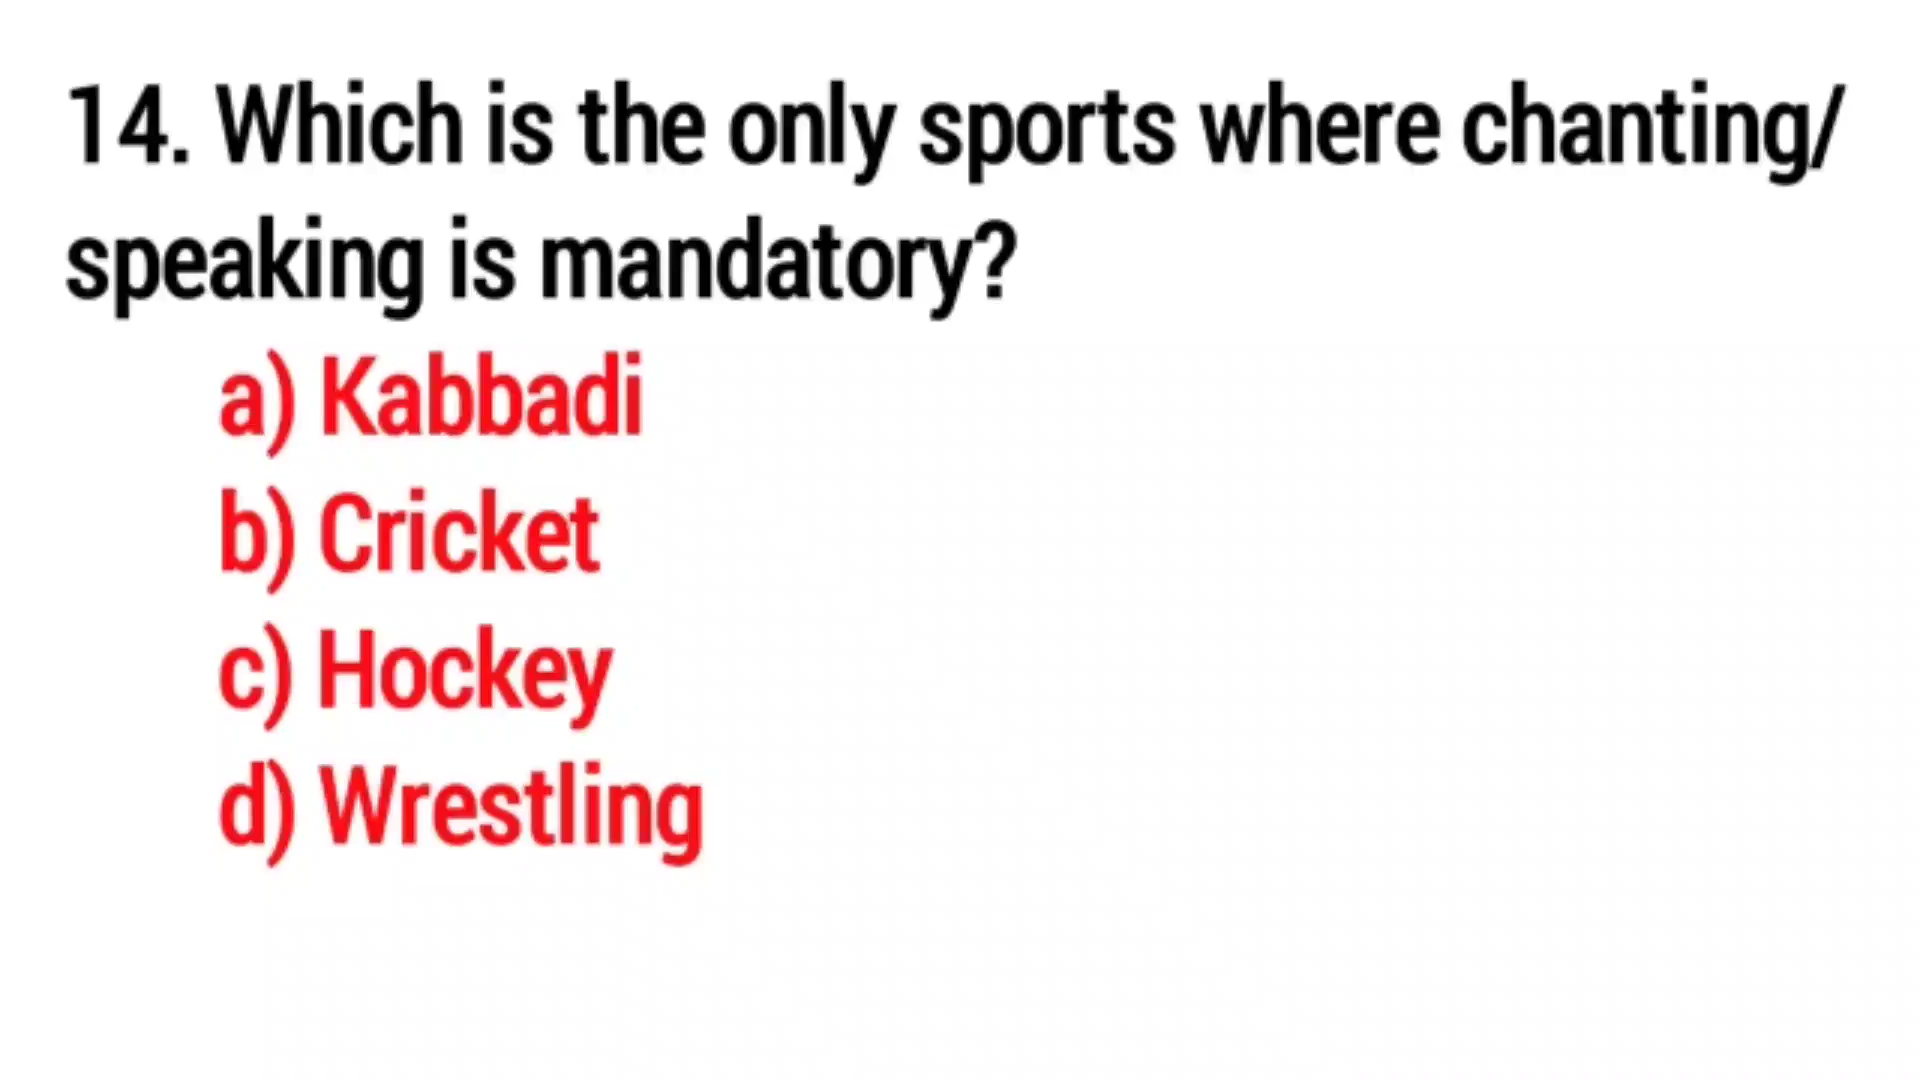 14. Which is the only sports where chanting/
speaking is mandatory?
a) Kabbadi
b) Cricket
c) Hockey
d) Wrestling